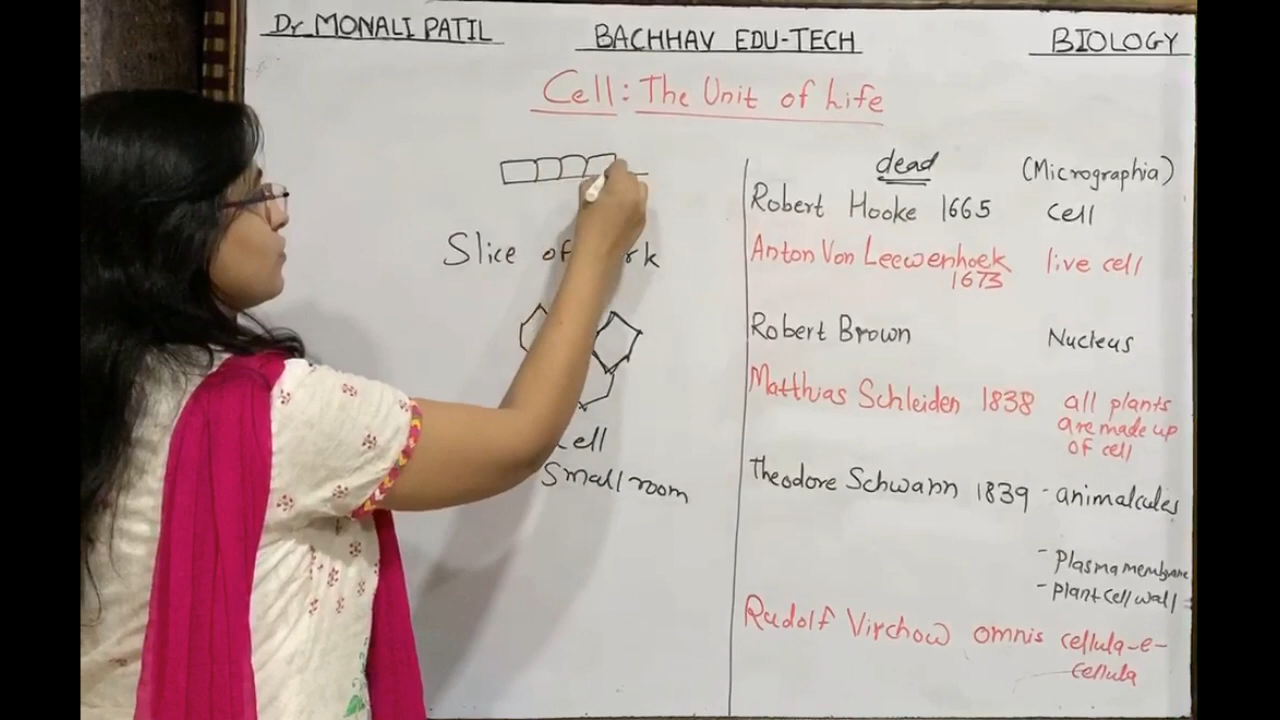 Dr MONALI PATIL
BACHHAV EDU-TECH
BIOLOGY
Cell: The Unit of Life
Slice of
Small room
dead
(Micrographia)
Robert Hooke 1665 cell
Anton Von Leewenhoek live cell
1673
Robert Brown Nucleus
Matthias Schleiden 1838 all plants
are made up
of cell
Theodore Schwann 1839 - animalcules
- Plasma membrane
- Plant cell wall
Rudolf Virchow omnis cellula-e-
cellula